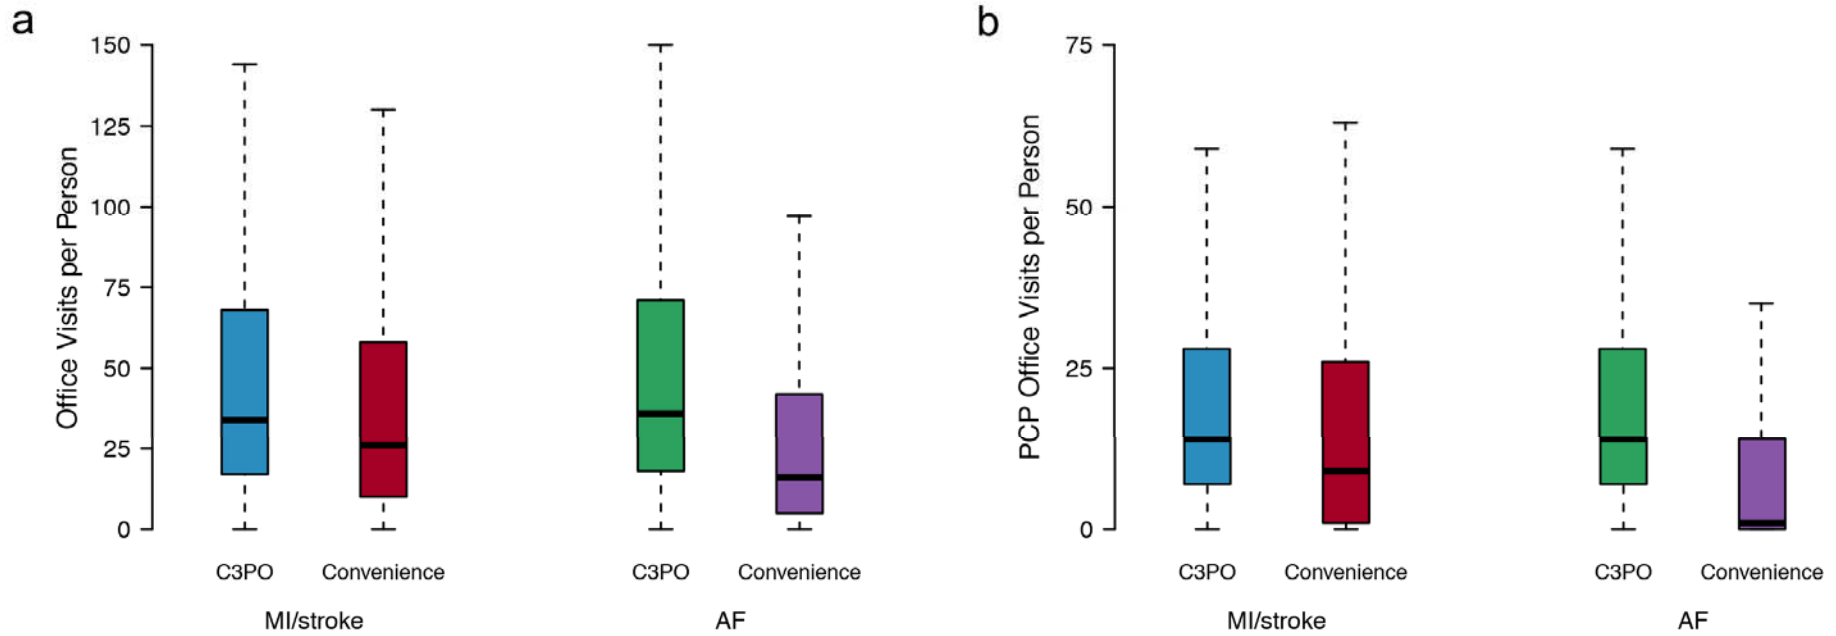 a
Office Visits per Person
150
125
100
75
50
25
0
C3PO
Convenience
C3PO
Convenience
MI/stroke
AF
b
PCP Office Visits per Person
75
50
25
0
C3PO
Convenience
C3PO
Convenience
MI/stroke
AF